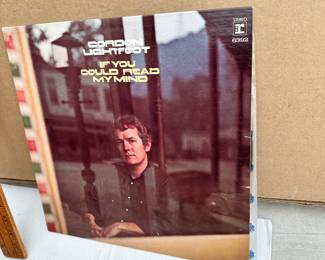 GORDON
LIGHTFOOT
IF YOU
COULD READ
MY MIND
STEREO
6392